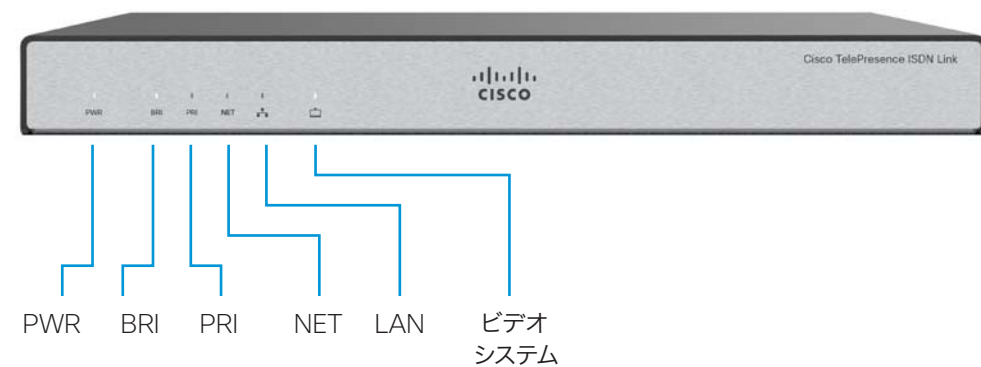 Cisco TelePresence ISDN Link
CISCO
PWR BRI PRI NET
PWR BRI PRI NET LAN ビデオ
システム